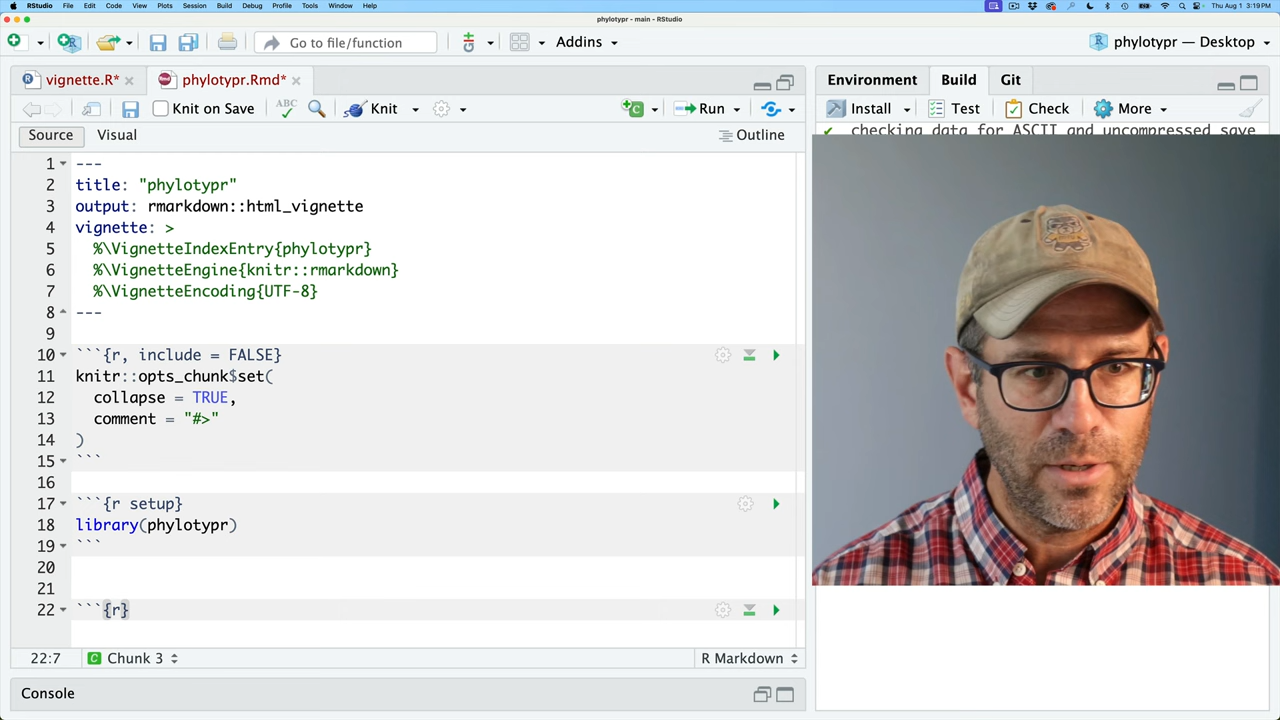 RStudio File Edit Code View Plots Session Build Debug Profile Tools Window Help Thu Aug 1 3:19 PM
phylotypr - main - RStudio
Go to file/function Addins phylotypr — Desktop
vignette.R* phylotypr.Rmd* Environment Build Git
Knit on Save ABC Knit Run Install Test Check More
Source Visual Outline
checking data for ASCII and uncompressed save
1 ---
2 title: "phylotypr"
3 output: rmarkdown::html_vignette
4 vignette: >
5 %\VignetteIndexEntry{phylotypr}
6 %\VignetteEngine{knitr::rmarkdown}
7 %\VignetteEncoding{UTF-8}
8 ---
9
10 ```{r, include = FALSE}
11 knitr::opts_chunk$set(
12 collapse = TRUE,
13 comment = "#>"
14 )
15 ```
16
17 ```{r setup}
18 library(phylotypr)
19 ```
20
21
22 ```{r}
22:7 Chunk 3 R Markdown
Console